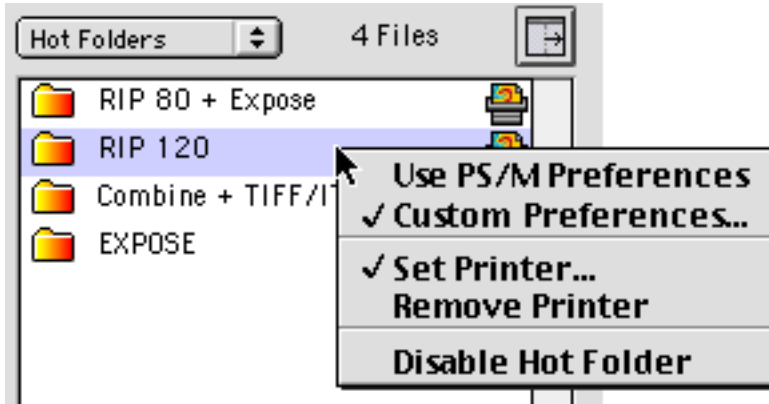 Hot Folders
4 Files
RIP 80 + Expose
RIP 120
Combine + TIFF/IT
EXPOSE
Use PS/M Preferences
✓ Custom Preferences...
✓ Set Printer...
Remove Printer
Disable Hot Folder